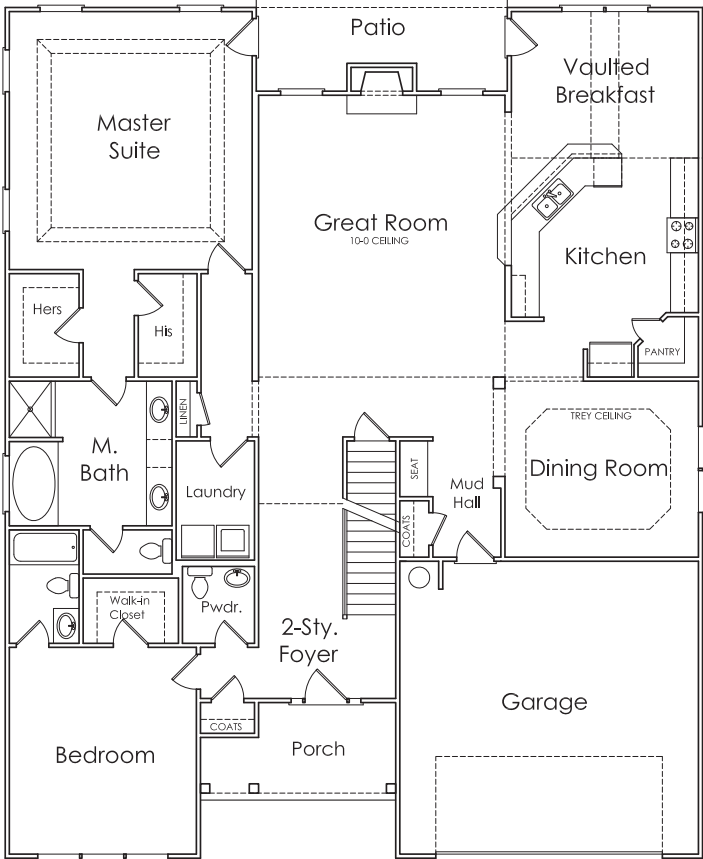 Patio
Vaulted
Breakfast
Master
Suite
Great Room
10-0 CEILING
Kitchen
Hers
His
PANTRY
LINEN
TREY CEILING
M.
Bath
SEAT
Dining Room
Laundry
Mud
Hall
COATS
Walk-in
Closet
Pwdr.
2-Sty.
Foyer
Garage
COATS
Porch
Bedroom